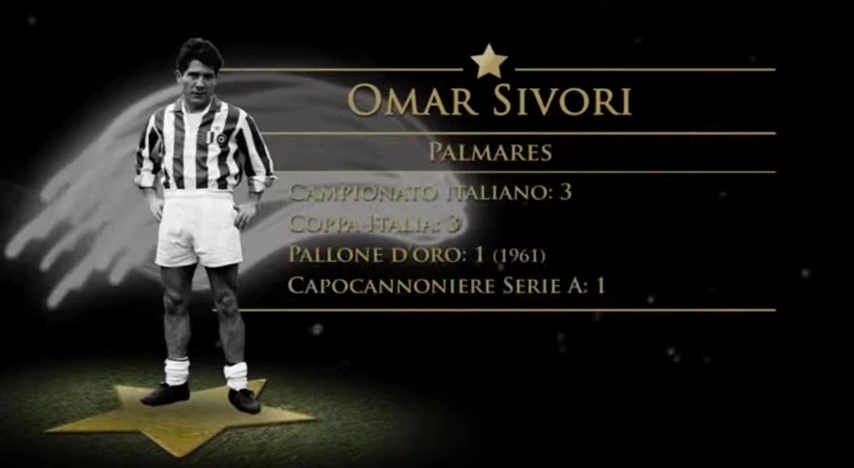 OMAR SIVORI
PALMARES
CAMPIONATO ITALIANO: 3
COPPA ITALIA: 3
PALLONE D'ORO: 1 (1961)
CAPOCANNONIERE SERIE A: 1